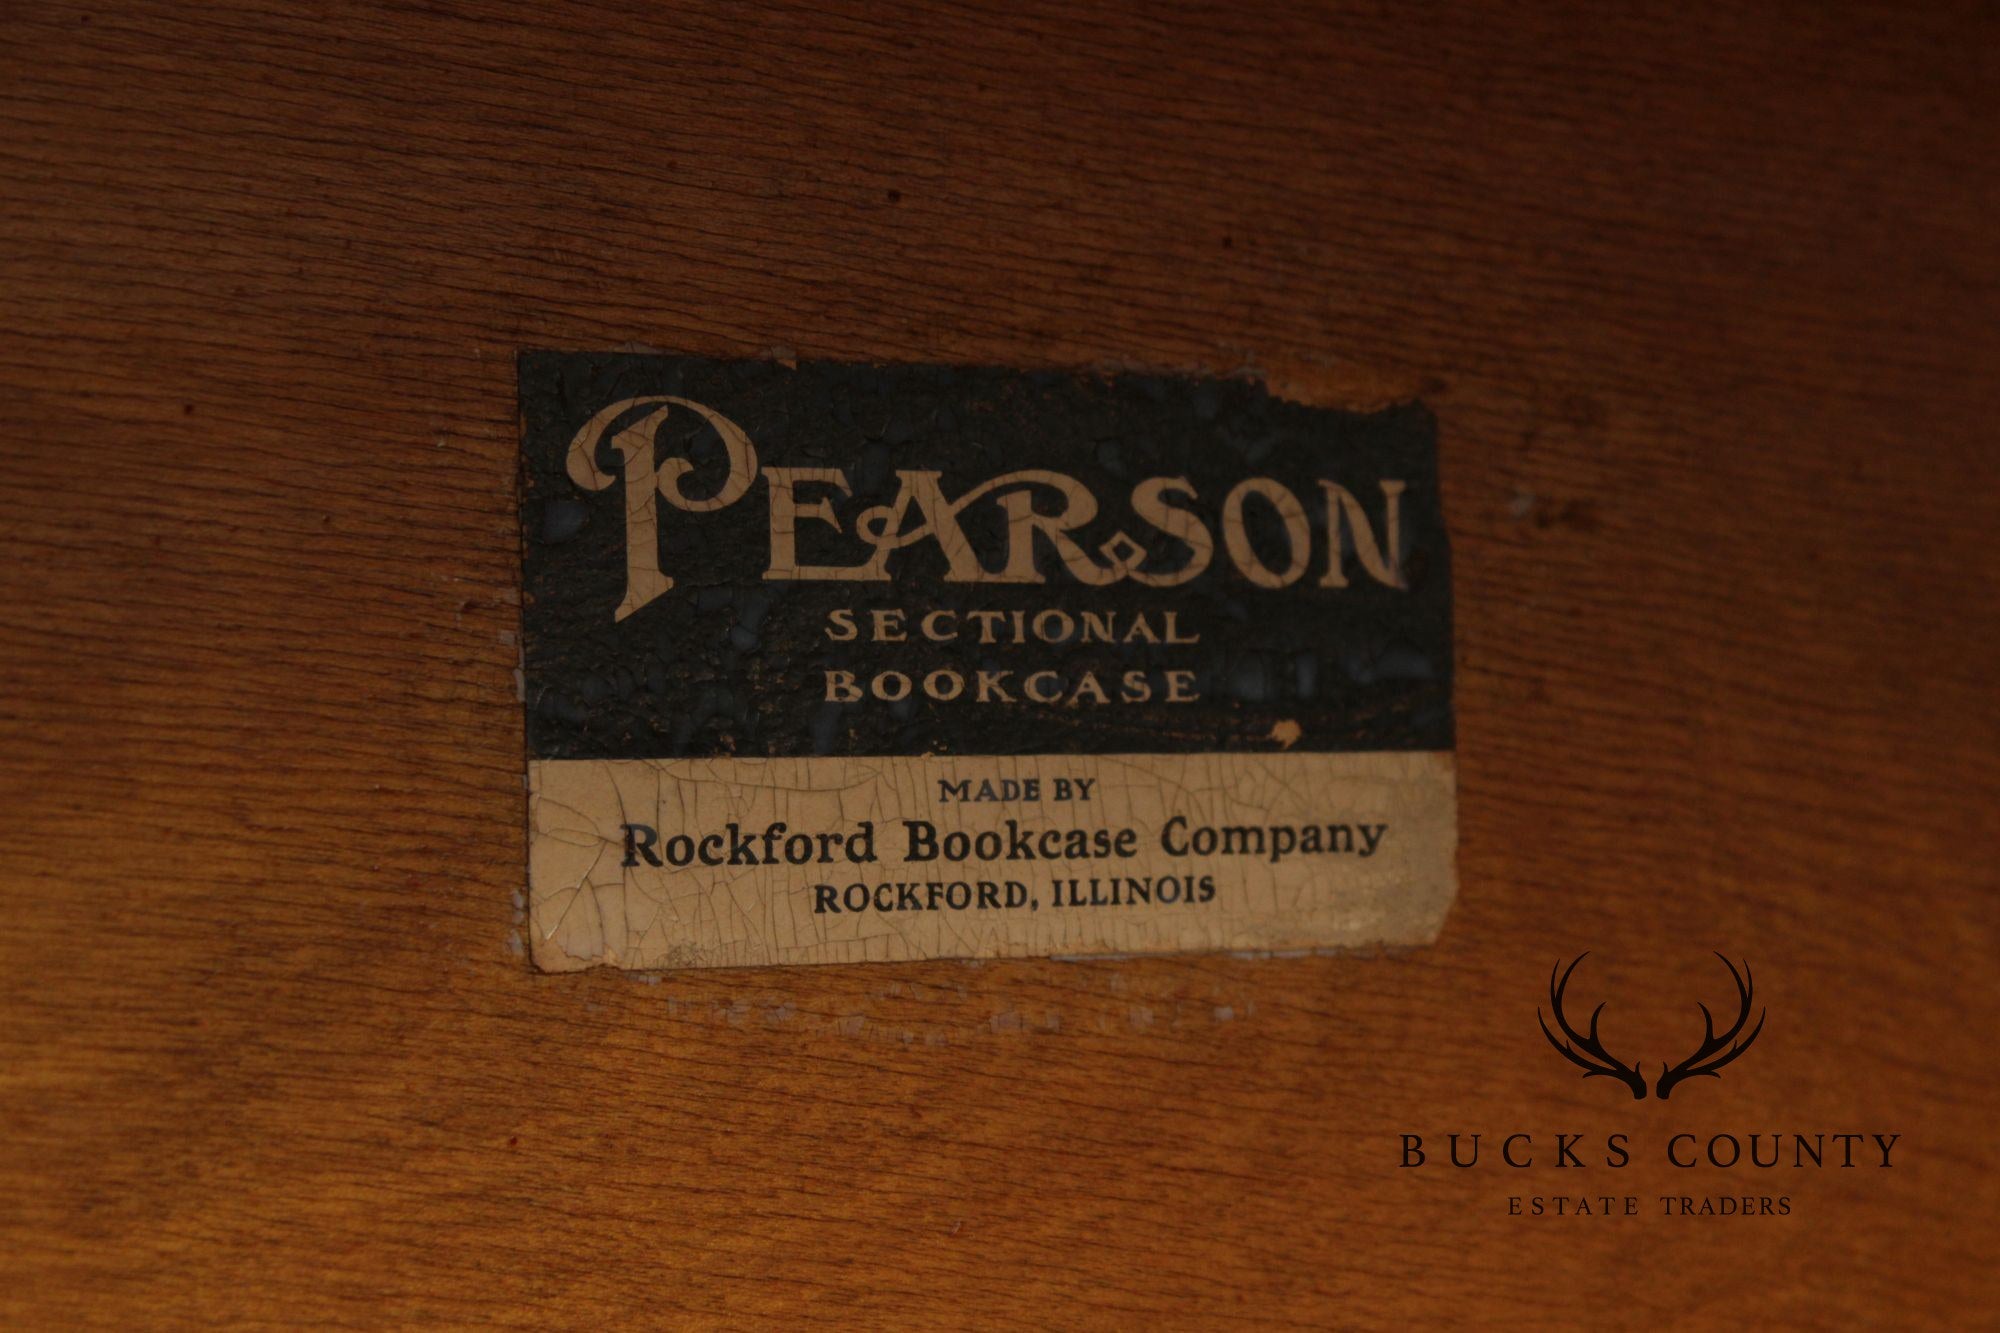 PEARSON
SECTIONAL
BOOKCASE
MADE BY
Rockford Bookcase Company
ROCKFORD, ILLINOIS
BUCKS COUNTY
ESTATE TRADERS